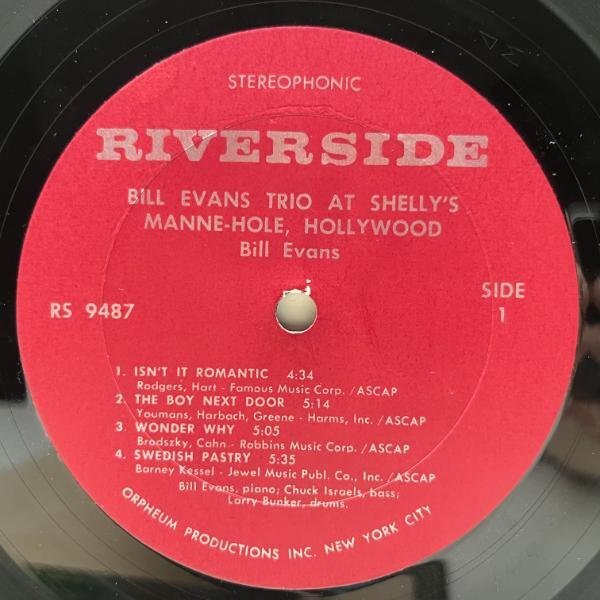 STEREOPHONIC
RIVERSIDE
BILL EVANS TRIO AT SHELLY'S
MANNE-HOLE, HOLLYWOOD
Bill Evans
RS 9487
SIDE
1
1. ISN'T IT ROMANTIC 4:34
Rodgers, Hart - Famous Music Corp. /ASCAP
2. THE BOY NEXT DOOR 5:14
Youmans, Harbach, Greene - Harms, Inc. /ASCAP
3. WONDER WHY 5:05
Brodszky, Cahn - Robbins Music Corp. /ASCAP
4. SWEDISH PASTRY 5:35
Barney Kessel - Jewel Music Publ. Co., Inc. /ASCAP
Bill Evans, piano; Chuck Israels, bass;
Larry Bunker, drums.
ORPHEUM PRODUCTIONS INC. NEW YORK CITY